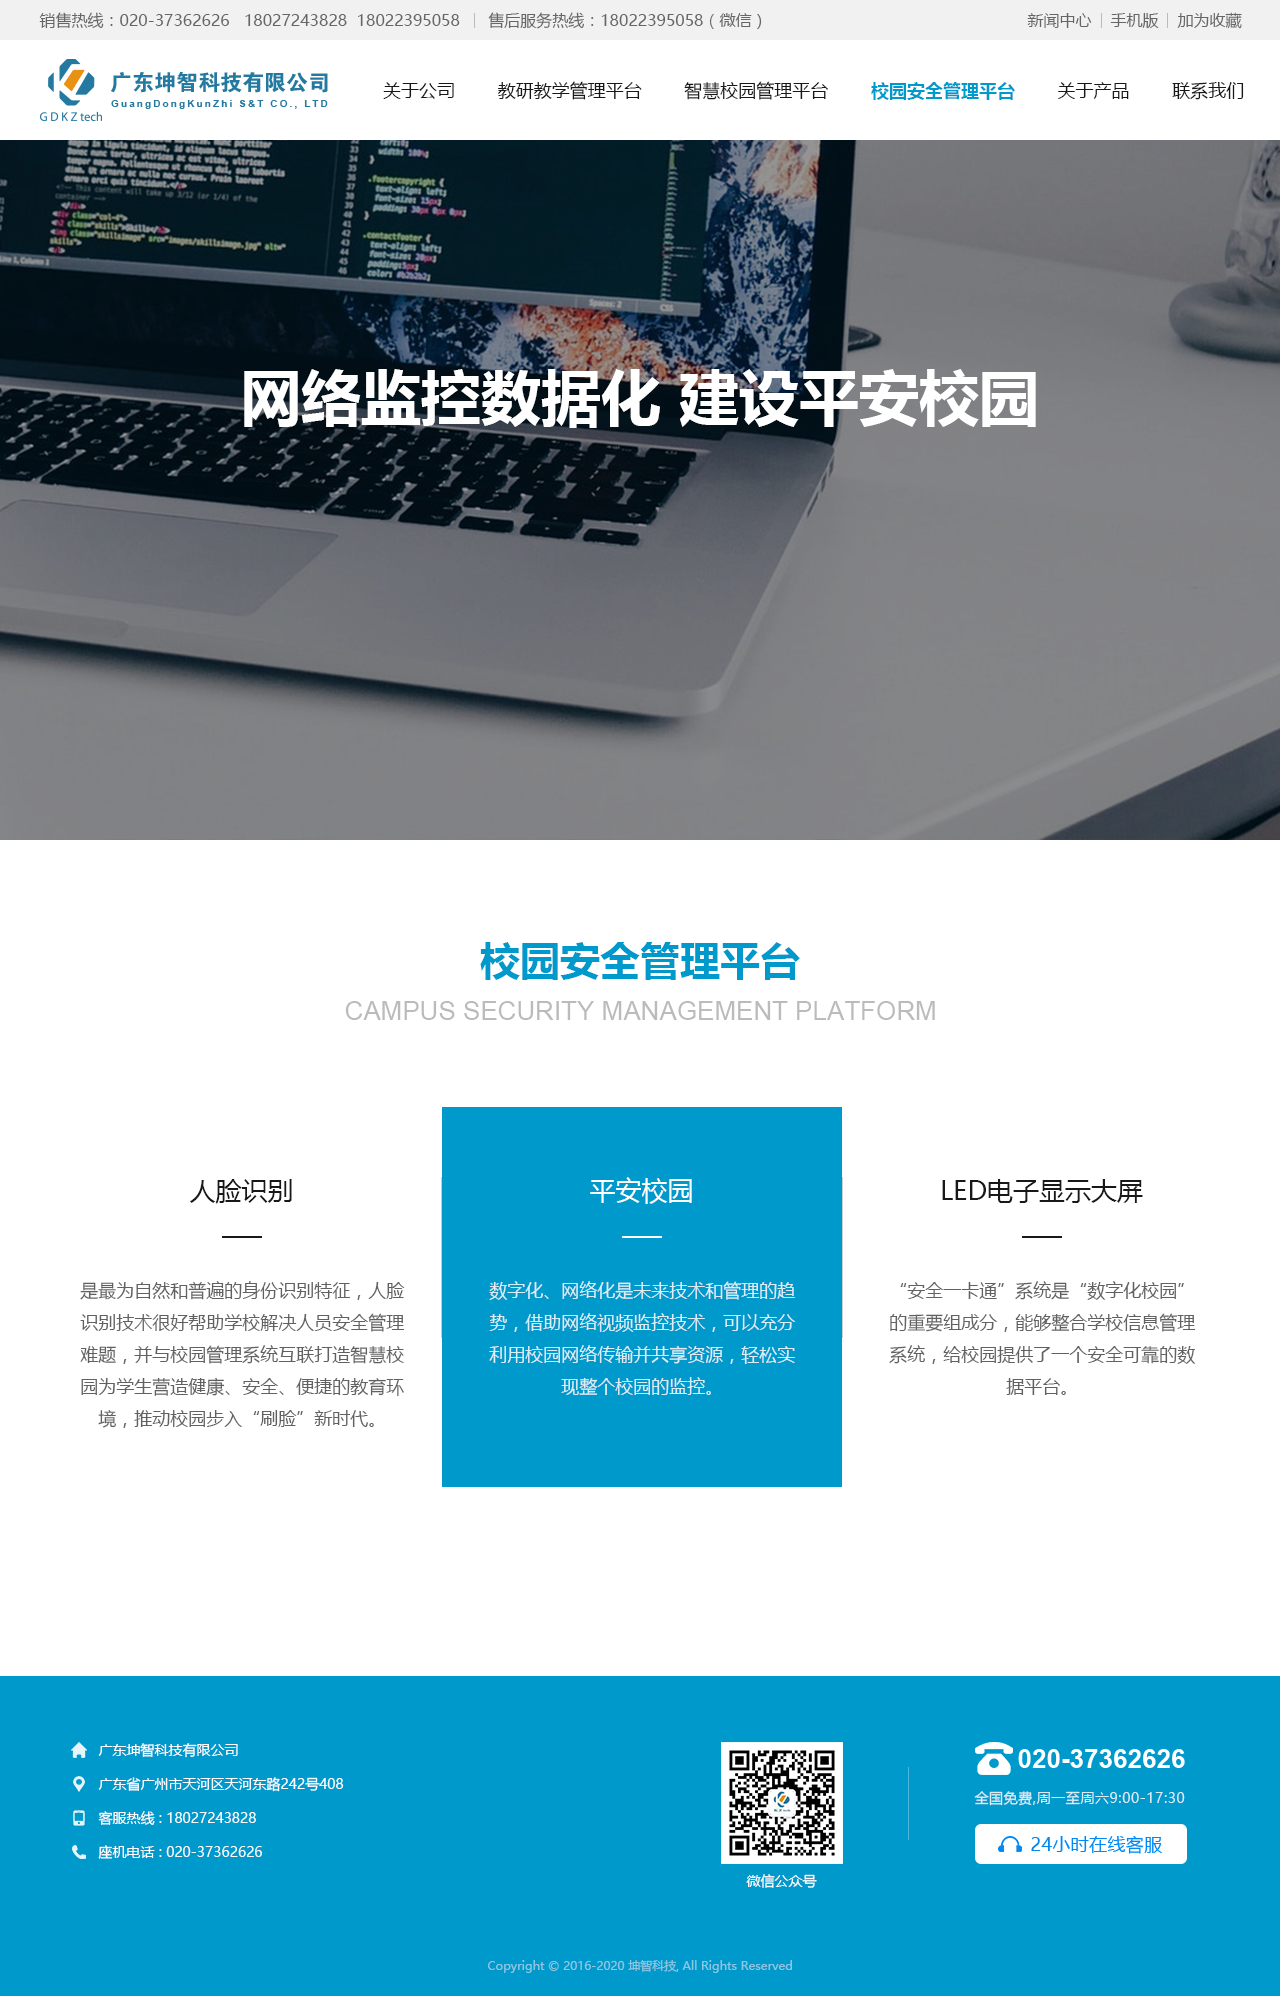 销售热线：020-37362626 18027243828 18022395058 | 售后服务热线：18022395058（微信）
新闻中心 | 手机版 | 加为收藏
广东坤智科技有限公司
GuangDongKunZhi S&T CO., LTD
GDKZtech
关于公司 教研教学管理平台 智慧校园管理平台 校园安全管理平台 关于产品 联系我们
网络监控数据化 建设平安校园
校园安全管理平台
CAMPUS SECURITY MANAGEMENT PLATFORM
人脸识别
是最为自然和普遍的身份识别特征，人脸
识别技术很好帮助学校解决人员安全管理
难题，并与校园管理系统互联打造智慧校
园为学生营造健康、安全、便捷的教育环
境，推动校园步入“刷脸”新时代。
平安校园
数字化、网络化是未来技术和管理的趋
势，借助网络视频监控技术，可以充分
利用校园网络传输并共享资源，轻松实
现整个校园的监控。
LED电子显示大屏
“安全一卡通”系统是“数字化校园”
的重要组成分，能够整合学校信息管理
系统，给校园提供了一个安全可靠的数
据平台。
广东坤智科技有限公司
广东省广州市天河区天河东路242号408
客服热线 : 18027243828
座机电话 : 020-37362626
微信公众号
020-37362626
全国免费,周一至周六9:00-17:30
24小时在线客服
Copyright © 2016-2020 坤智科技, All Rights Reserved